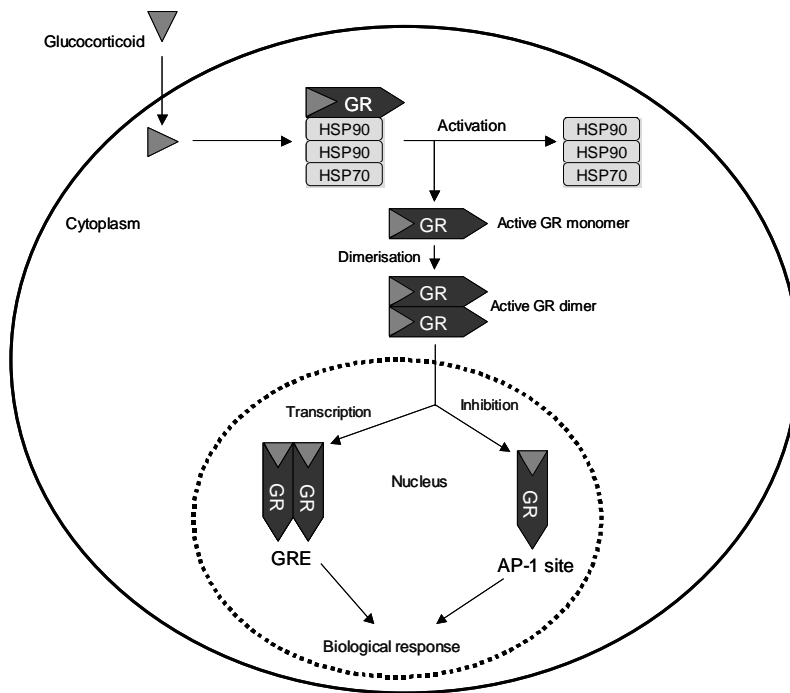 Glucocorticoid
GR
HSP90
HSP90
HSP70
Activation
HSP90
HSP90
HSP70
Cytoplasm
GR
Active GR monomer
Dimerisation
GR
GR
Active GR dimer
Transcription
Inhibition
GR
GR
Nucleus
GR
GRE
AP-1 site
Biological response